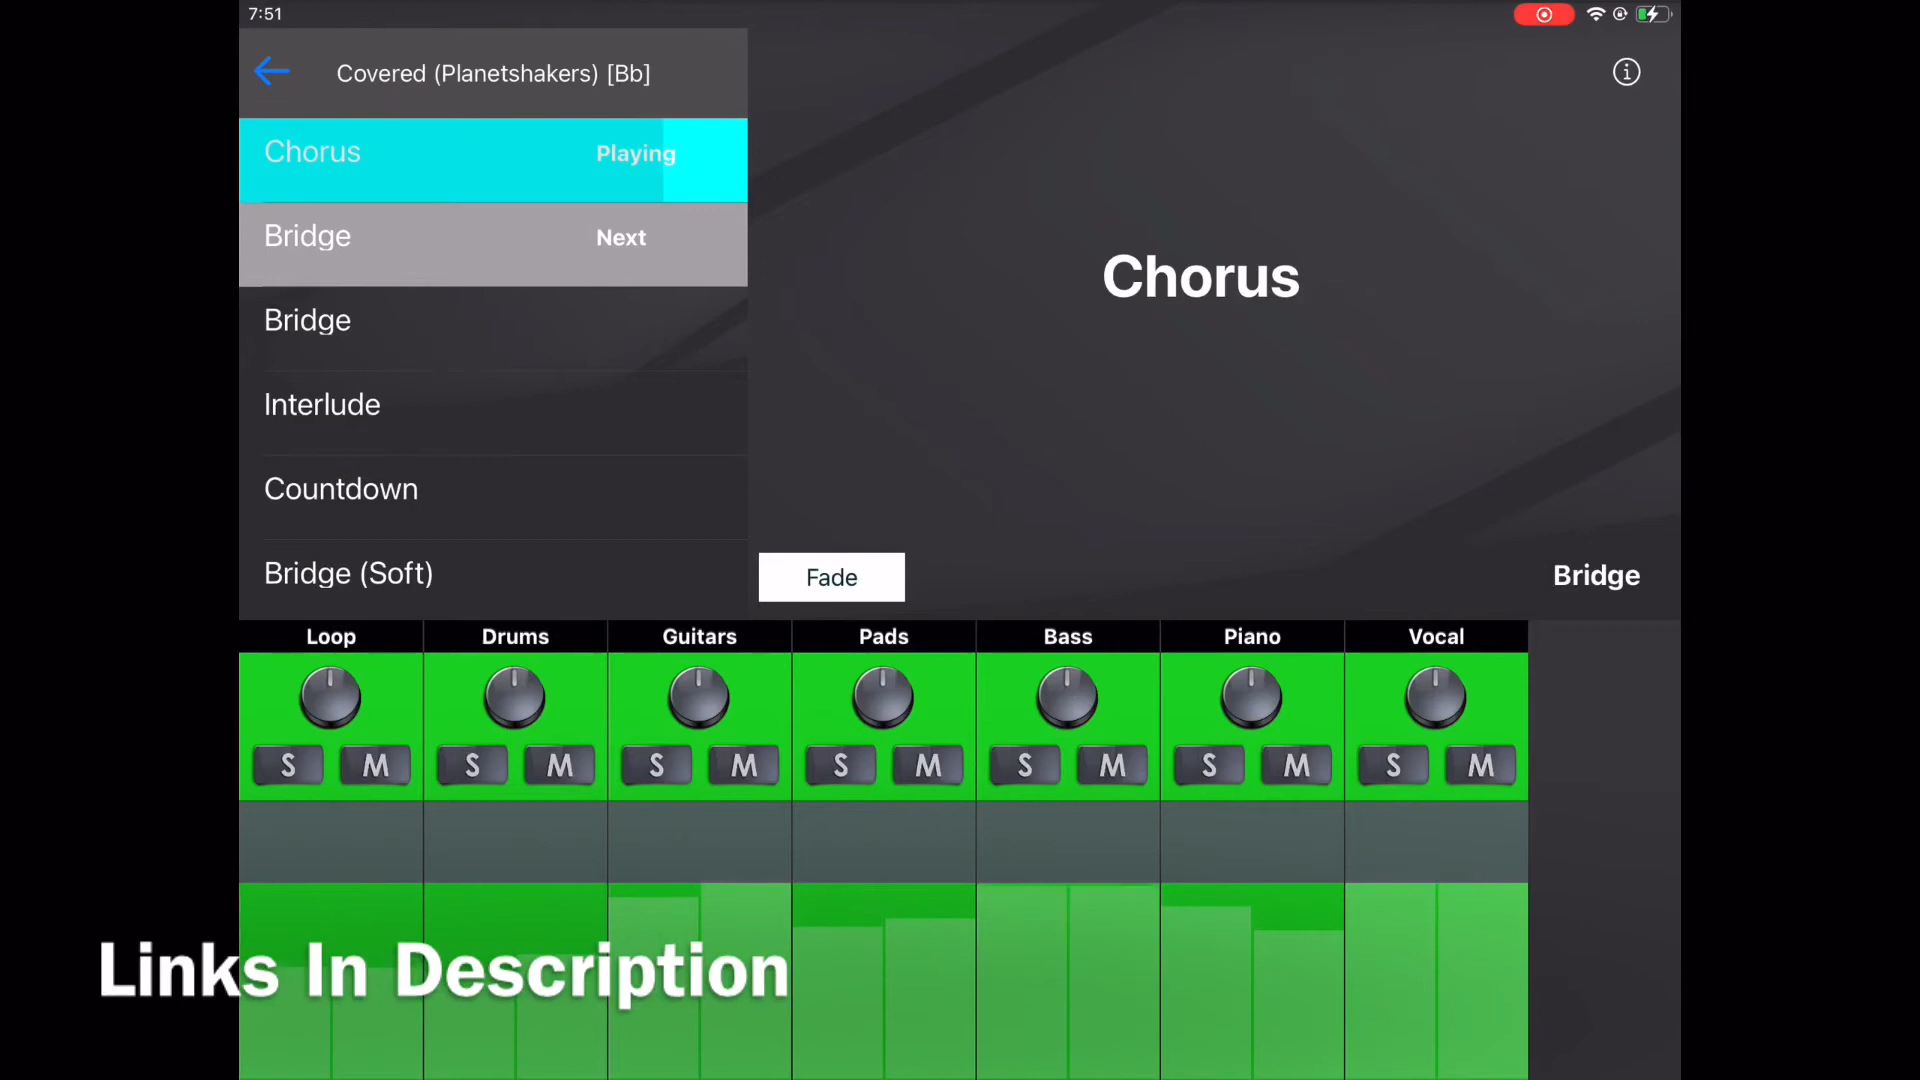 7:51
Covered (Planetshakers) [Bb]
Chorus Playing
Bridge Next
Bridge
Interlude
Countdown
Bridge (Soft)
Chorus
Fade
Bridge
Loop Drums Guitars Pads Bass Piano Vocal
S M S M S M S M S M S M S M
Links In Description